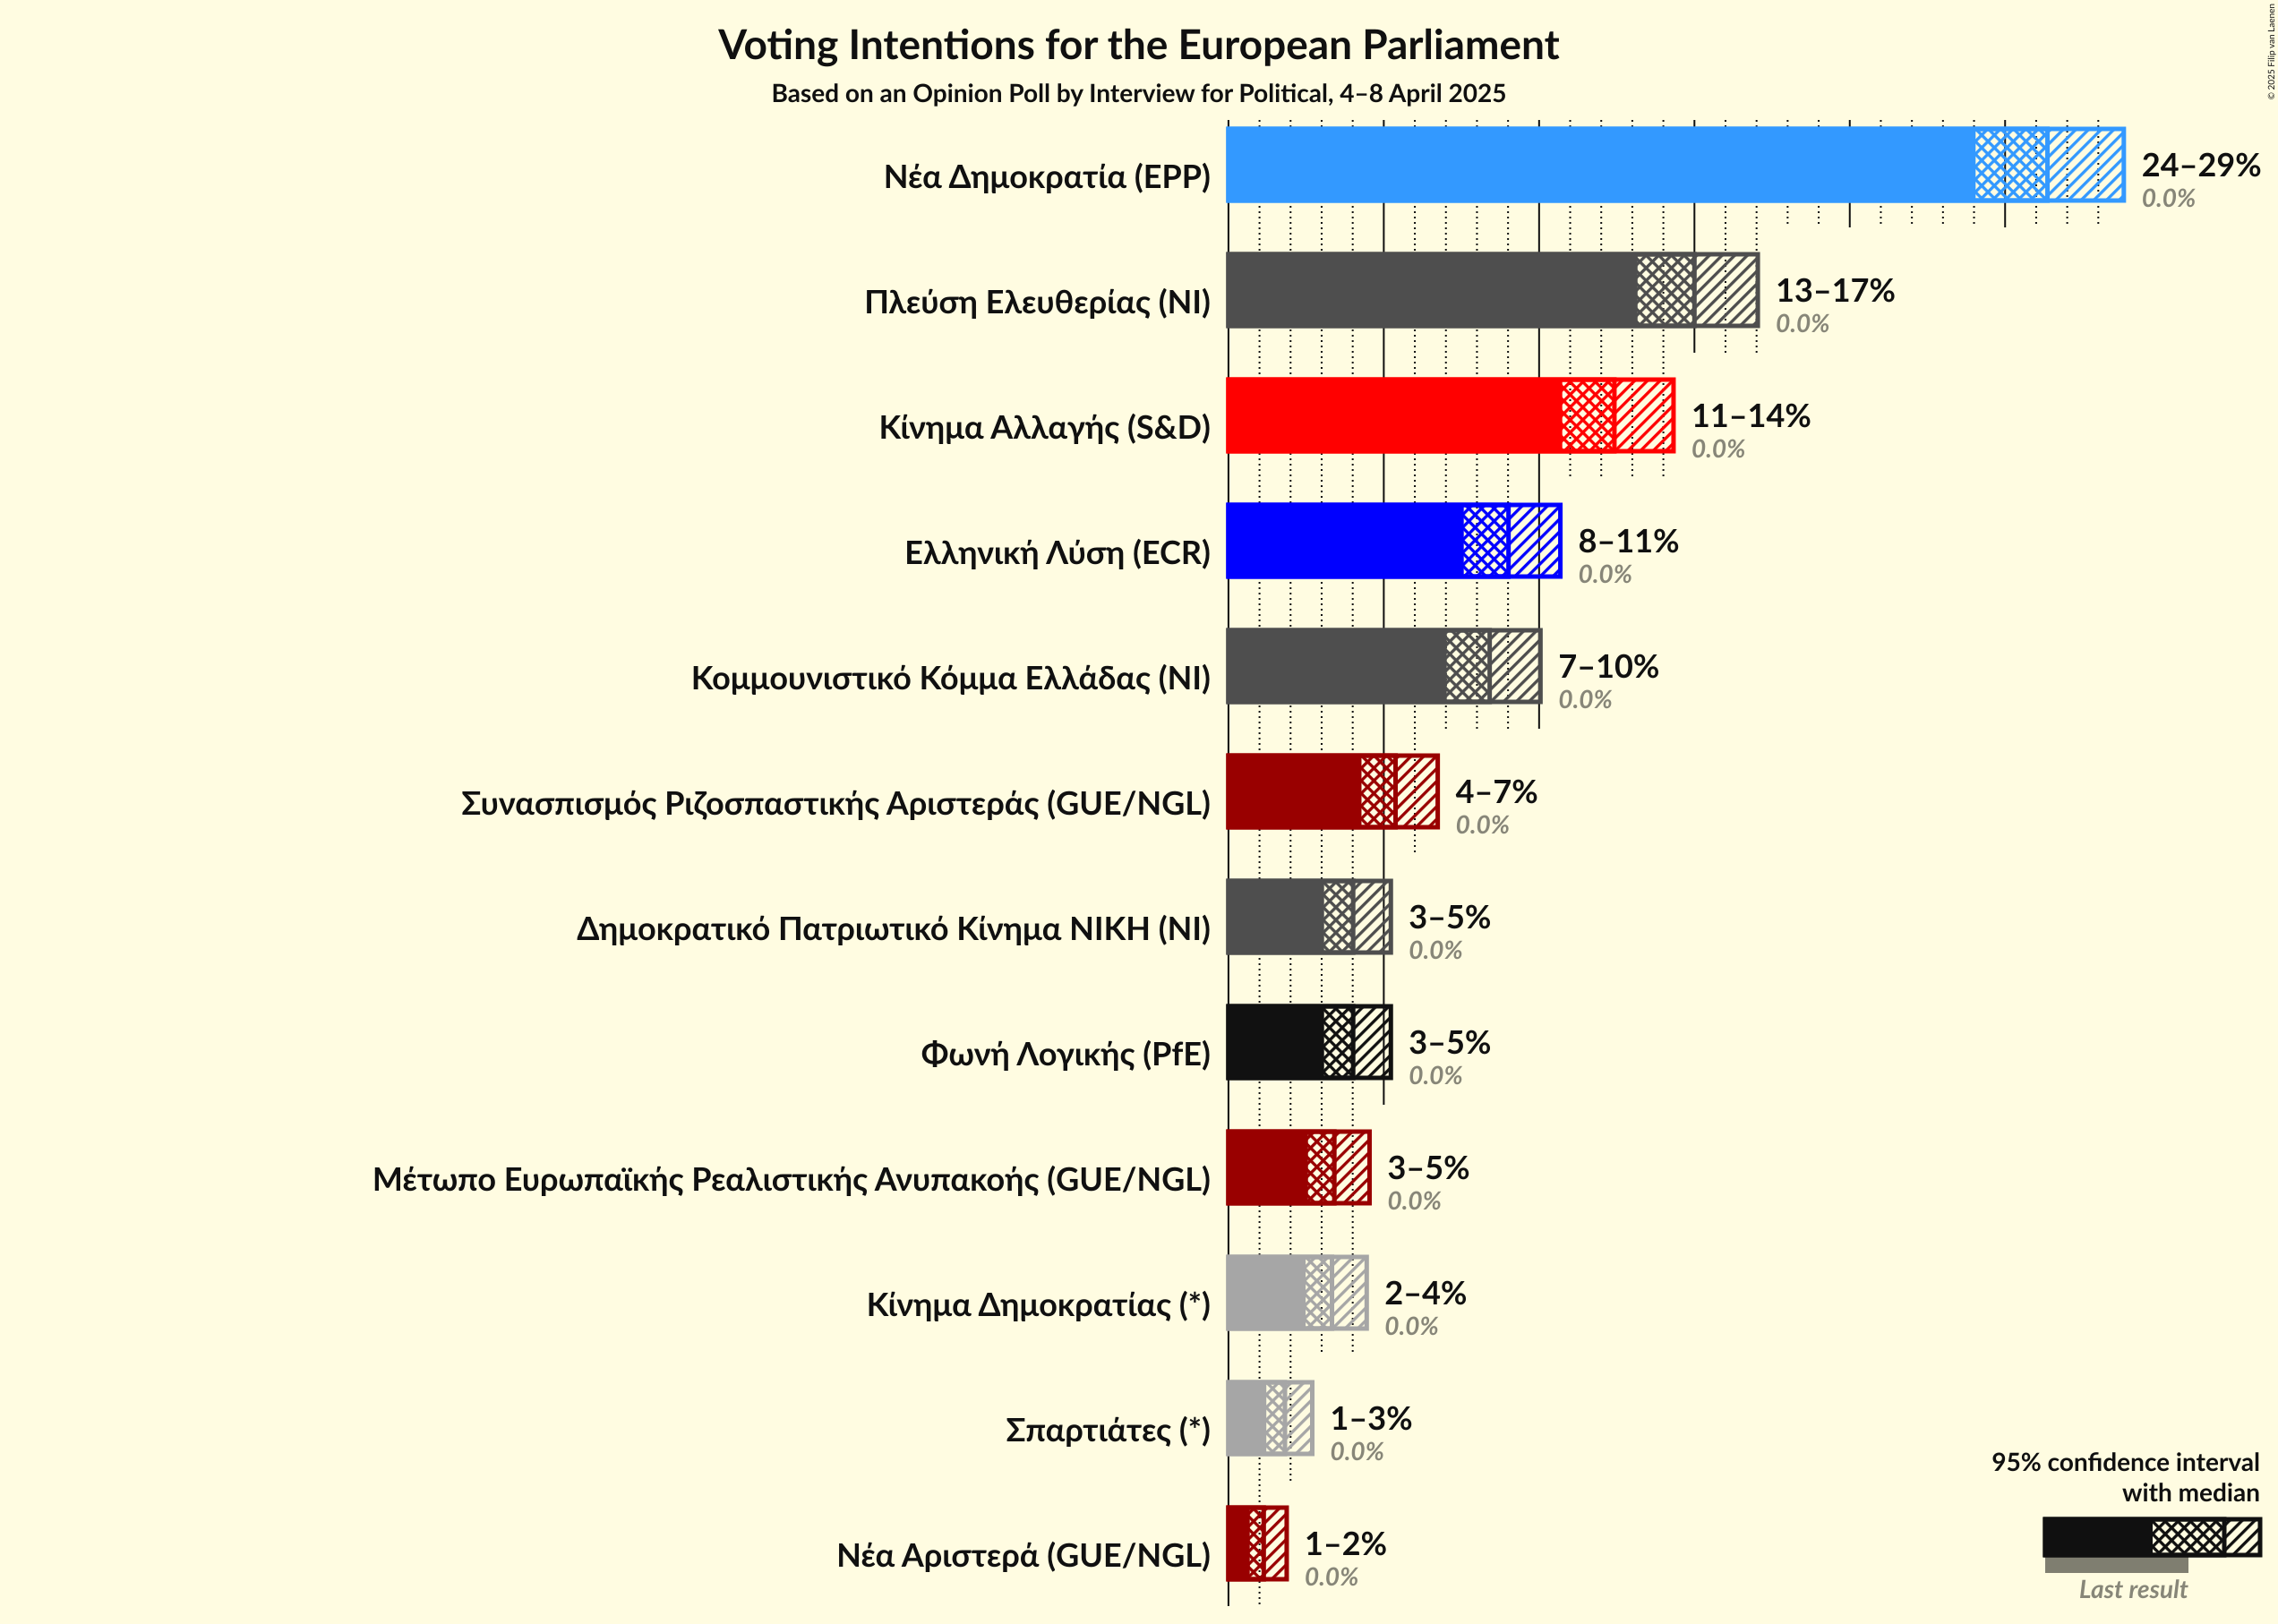 Voting Intentions for the European Parliament
Based on an Opinion Poll by Interview for Political, 4–8 April 2025
© 2025 Filip van Laenen
Νέα Δημοκρατία (EPP)
24–29%
0.0%
Πλεύση Ελευθερίας (NI)
13–17%
0.0%
Κίνημα Αλλαγής (S&D)
11–14%
0.0%
Ελληνική Λύση (ECR)
8–11%
0.0%
Κομμουνιστικό Κόμμα Ελλάδας (NI)
7–10%
0.0%
Συνασπισμός Ριζοσπαστικής Αριστεράς (GUE/NGL)
4–7%
0.0%
Δημοκρατικό Πατριωτικό Κίνημα ΝΙΚΗ (NI)
3–5%
0.0%
Φωνή Λογικής (PfE)
3–5%
0.0%
Μέτωπο Ευρωπαϊκής Ρεαλιστικής Ανυπακοής (GUE/NGL)
3–5%
0.0%
Κίνημα Δημοκρατίας (*)
2–4%
0.0%
Σπαρτιάτες (*)
1–3%
0.0%
Νέα Αριστερά (GUE/NGL)
1–2%
0.0%
95% confidence interval
with median
Last result